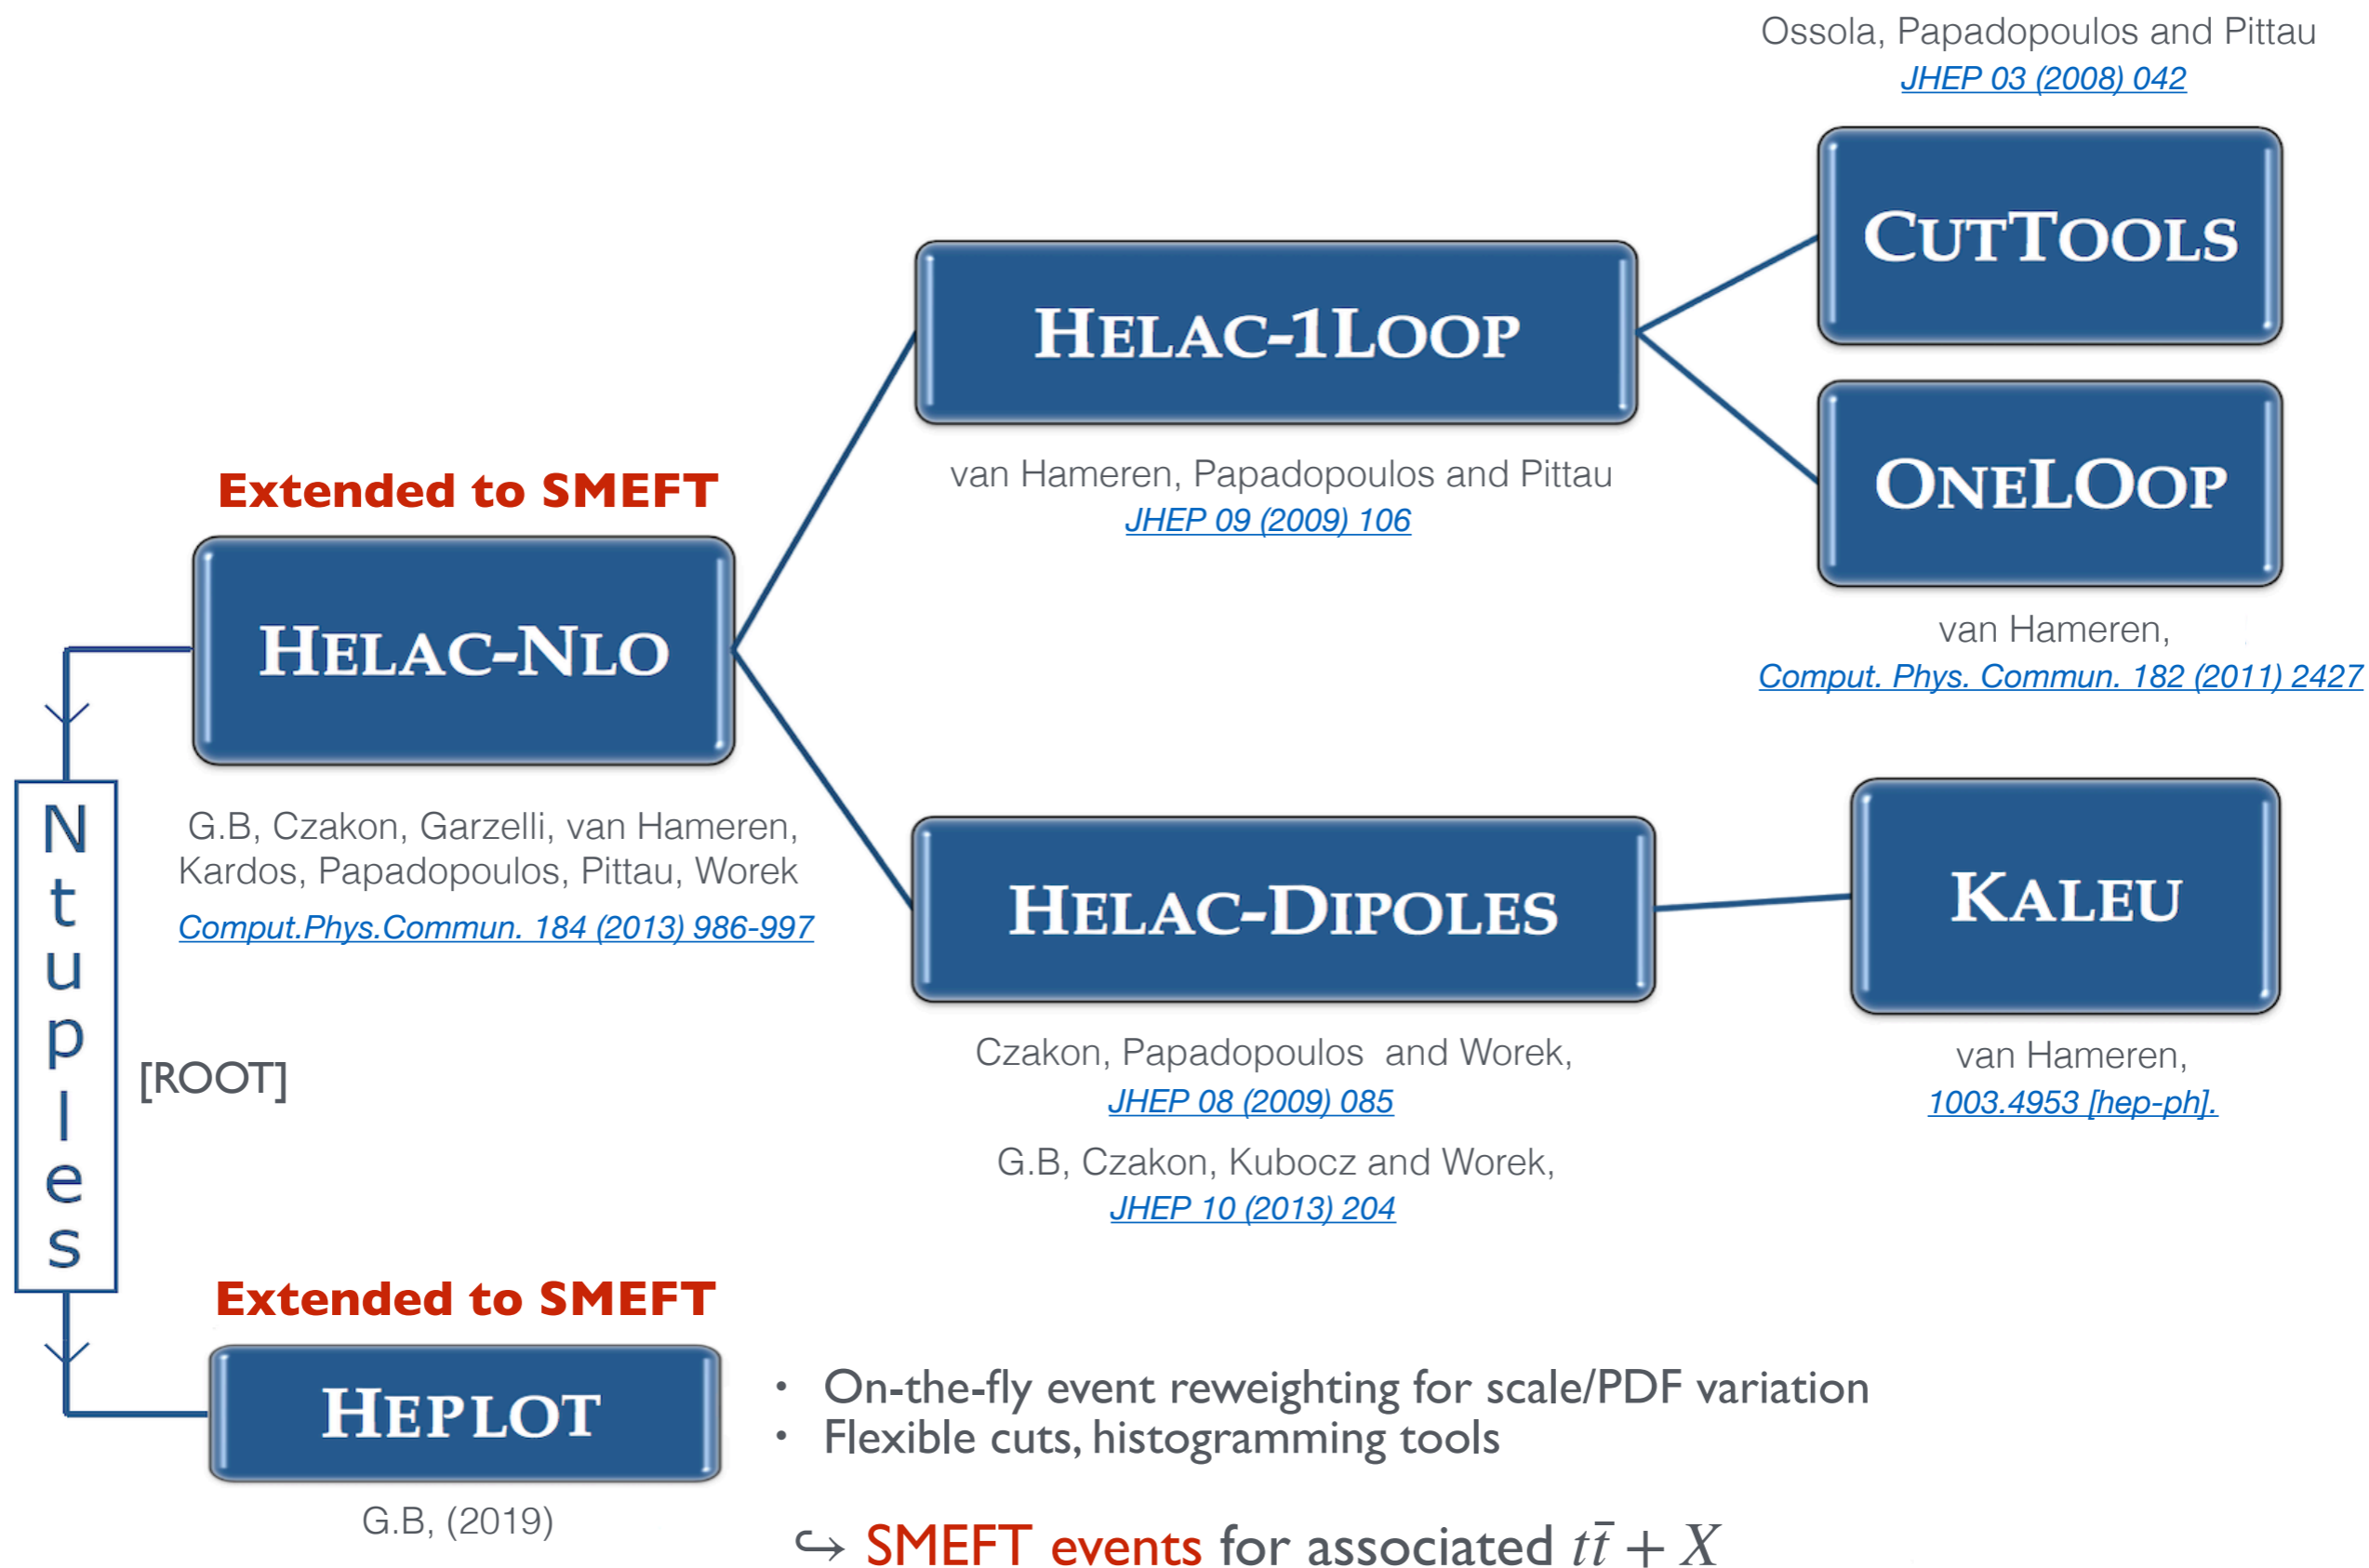 Ossola, Papadopoulos and Pittau
JHEP 03 (2008) 042
CUTTOOLS
HELAC-1LOOP
van Hameren, Papadopoulos and Pittau
JHEP 09 (2009) 106
ONELOOP
van Hameren,
Comput. Phys. Commun. 182 (2011) 2427
Extended to SMEFT
HELAC-NLO
G.B, Czakon, Garzelli, van Hameren,
Kardos, Papadopoulos, Pittau, Worek
Comput.Phys.Commun. 184 (2013) 986-997
HELAC-DIPOLES
Czakon, Papadopoulos and Worek,
JHEP 08 (2009) 085
G.B, Czakon, Kubocz and Worek,
JHEP 10 (2013) 204
KALEU
van Hameren,
1003.4953 [hep-ph].
Ntuples
[ROOT]
Extended to SMEFT
HEPLOT
G.B, (2019)
• On-the-fly event reweighting for scale/PDF variation
• Flexible cuts, histogramming tools
↪ SMEFT events for associated tt̄ + X